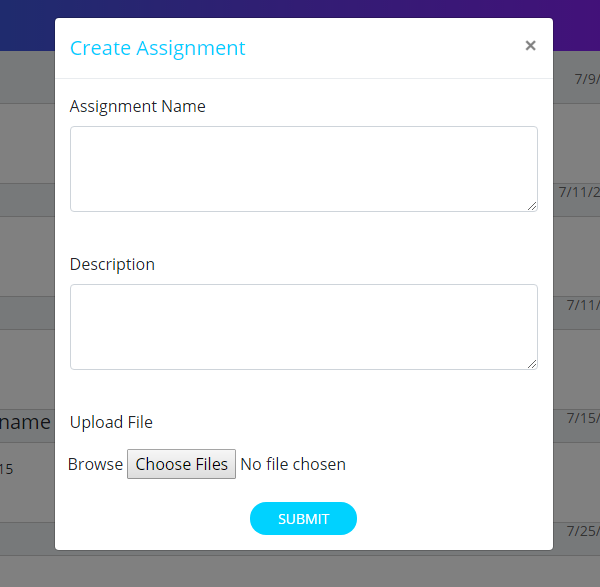 Create Assignment ×
7/9/
Assignment Name
7/11/2
Description
7/11/
name
Upload File
7/15/
15
Browse Choose Files No file chosen
SUBMIT
7/25/